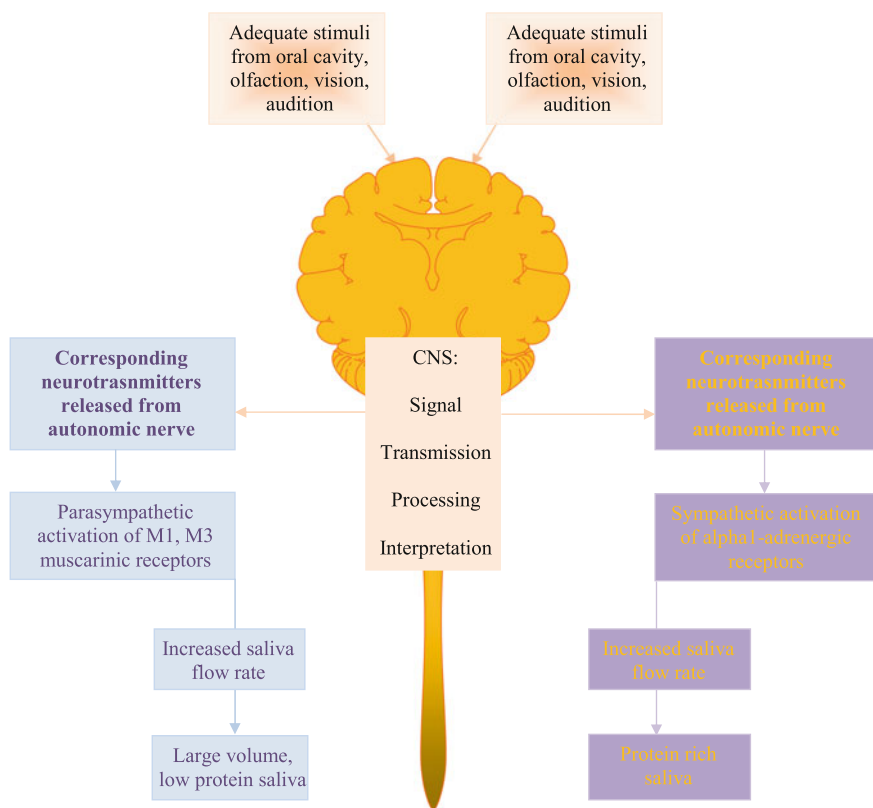 Adequate stimuli
from oral cavity,
olfaction, vision,
audition
Adequate stimuli
from oral cavity,
olfaction, vision,
audition
CNS:
Signal
Transmission
Processing
Interpretation
Corresponding
neurotrasnmitters
released from
autonomic nerve
Parasympathetic
activation of M1, M3
muscarinic receptors
Increased saliva
flow rate
Large volume,
low protein saliva
Corresponding
neurotrasnmitters
released from
autonomic nerve
Sympathetic activation
of alpha1-adrenergic
receptors
Increased saliva
flow rate
Protein rich
saliva